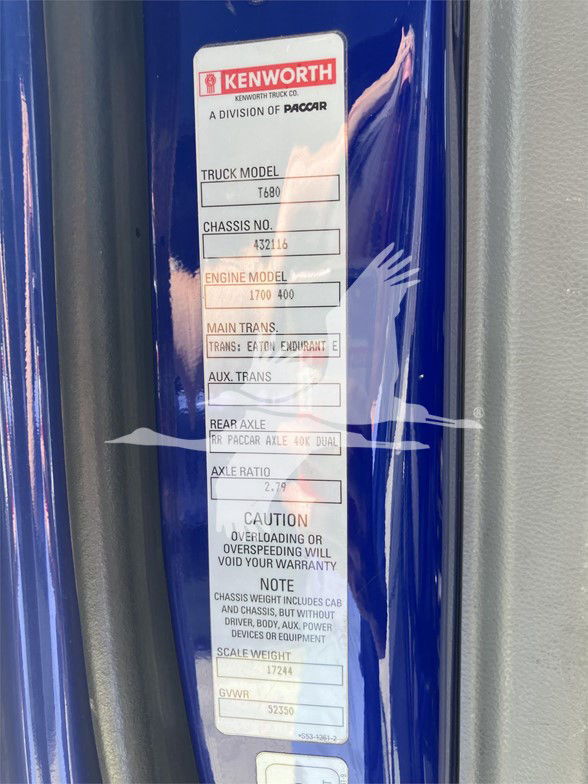 KENWORTH
KENWORTH TRUCK CO.
A DIVISION OF PACCAR
TRUCK MODEL
T680
CHASSIS NO.
432116
ENGINE MODEL
1700 400
MAIN TRANS.
TRANS: EATON ENDURANT E
AUX. TRANS
REAR AXLE
RR PACCAR AXLE 40K DUAL
AXLE RATIO
2.79
CAUTION
OVERLOADING OR
OVERSPEEDING WILL
VOID YOUR WARRANTY
NOTE
CHASSIS WEIGHT INCLUDES CAB
AND CHASSIS, BUT WITHOUT
DRIVER, BODY, AUX. POWER
DEVICES OR EQUIPMENT
SCALE WEIGHT
17244
GVWR
52350
•S53-1361-2